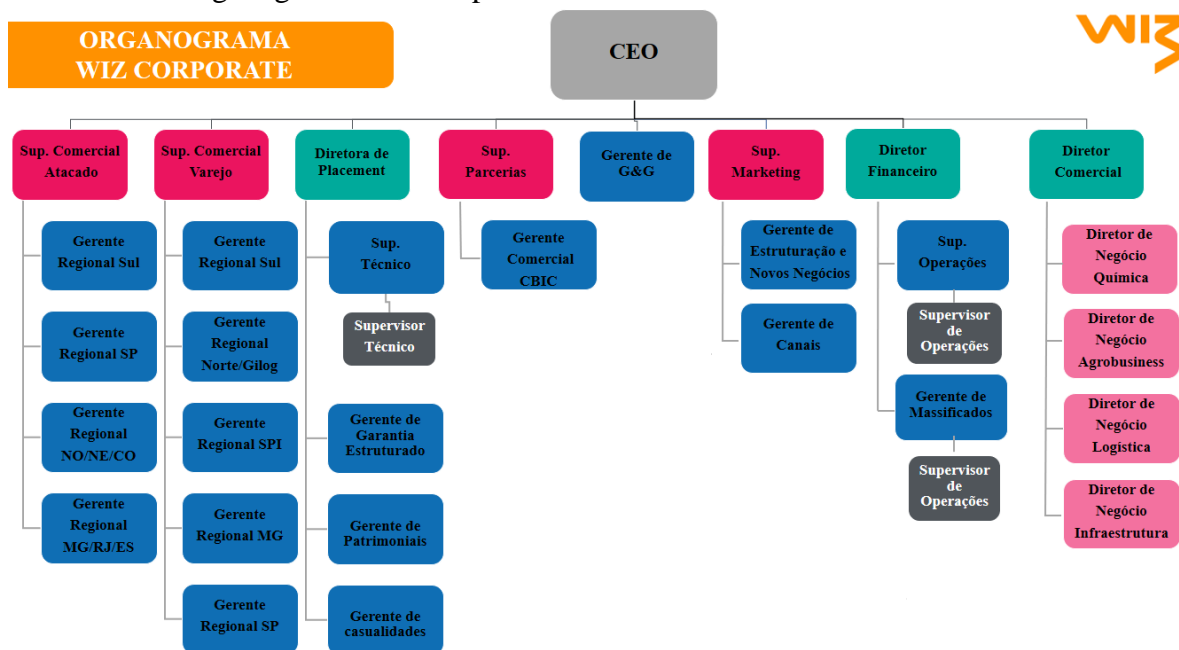 ORGANOGRAMA
WIZ CORPORATE
CEO
WIZ
Sup. Comercial
Atacado
Sup. Comercial
Varejo
Diretora de
Placement
Sup.
Parcerias
Gerente de
G&G
Sup.
Marketing
Diretor
Financeiro
Diretor
Comercial
Gerente
Regional Sul
Gerente
Regional SP
Gerente
Regional
NO/NE/CO
Gerente
Regional
MG/RJ/ES
Gerente
Regional Sul
Gerente
Regional
Norte/Gilog
Gerente
Regional SPI
Gerente
Regional MG
Gerente
Regional SP
Sup.
Técnico
Supervisor
Técnico
Gerente de
Garantia
Estruturado
Gerente de
Patrimoniais
Gerente de
casualidades
Gerente
Comercial
CBIC
Gerente de
Estruturação e
Novos Negócios
Gerente de
Canais
Sup.
Operações
Supervisor
de
Operações
Gerente de
Massificados
Supervisor
de
Operações
Diretor de
Negócio
Química
Diretor de
Negócio
Agrobusiness
Diretor de
Negócio
Logística
Diretor de
Negócio
Infraestrutura